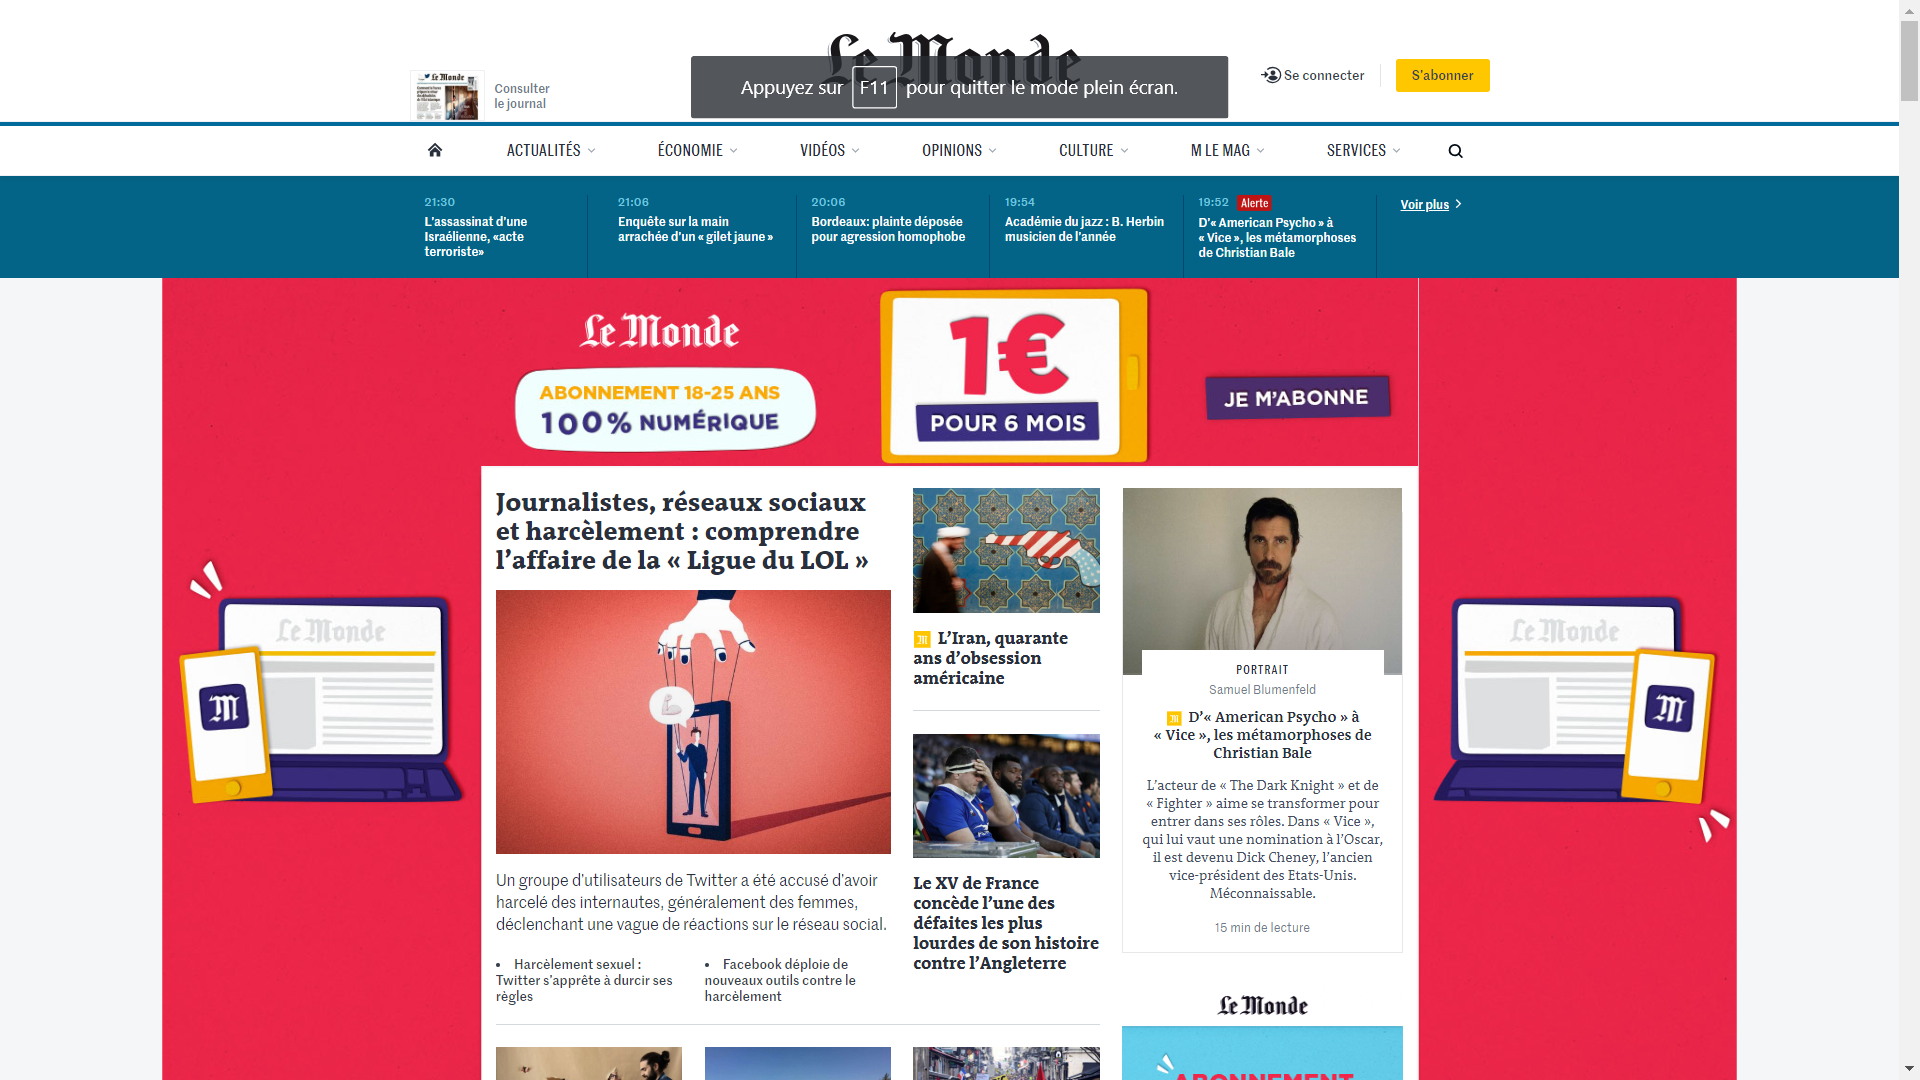 Le Monde
Le Monde
Consulter
le journal
Appuyez sur F11 pour quitter le mode plein écran.
Se connecter
S'abonner
ACTUALITÉS
ÉCONOMIE
VIDÉOS
OPINIONS
CULTURE
M LE MAG
SERVICES
21:30
L'assassinat d'une
Israélienne, «acte
terroriste»
21:06
Enquête sur la main
arrachée d'un « gilet jaune »
20:06
Bordeaux: plainte déposée
pour agression homophobe
19:54
Académie du jazz : B. Herbin
musicien de l'année
19:52 Alerte
D'« American Psycho » à
« Vice », les métamorphoses
de Christian Bale
Voir plus
Le Monde
ABONNEMENT 18-25 ANS
100% NUMÉRIQUE
1€
POUR 6 MOIS
JE M'ABONNE
Le Monde
M
Journalistes, réseaux sociaux
et harcèlement : comprendre
l'affaire de la « Ligue du LOL »
Un groupe d'utilisateurs de Twitter a été accusé d'avoir
harcelé des internautes, généralement des femmes,
déclenchant une vague de réactions sur le réseau social.
• Harcèlement sexuel :
Twitter s'apprête à durcir ses
règles
• Facebook déploie de
nouveaux outils contre le
harcèlement
M L'Iran, quarante
ans d'obsession
américaine
Le XV de France
concède l'une des
défaites les plus
lourdes de son histoire
contre l'Angleterre
PORTRAIT
Samuel Blumenfeld
M D'« American Psycho » à
« Vice », les métamorphoses de
Christian Bale
L'acteur de « The Dark Knight » et de
« Fighter » aime se transformer pour
entrer dans ses rôles. Dans « Vice »,
qui lui vaut une nomination à l'Oscar,
il est devenu Dick Cheney, l'ancien
vice-président des Etats-Unis.
Méconnaissable.
15 min de lecture
Le Monde
ABONNEMENT
Le Monde
M